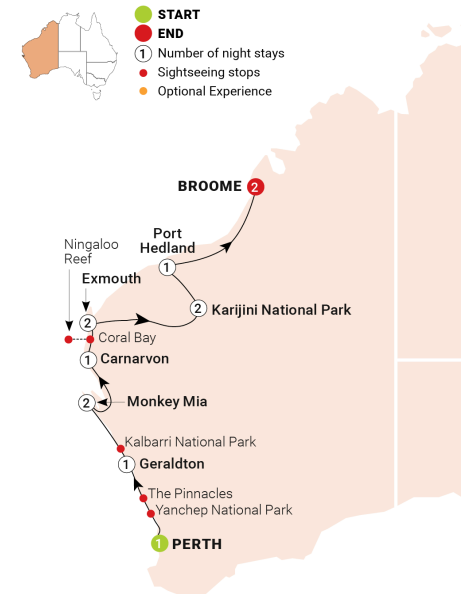 START
END
1 Number of night stays
Sightseeing stops
Optional Experience
BROOME 2
Port
Hedland
1
Ningaloo
Reef
Exmouth
2
2 Karijini National Park
Coral Bay
1 Carnarvon
2 Monkey Mia
Kalbarri National Park
1 Geraldton
The Pinnacles
Yanchep National Park
1 PERTH